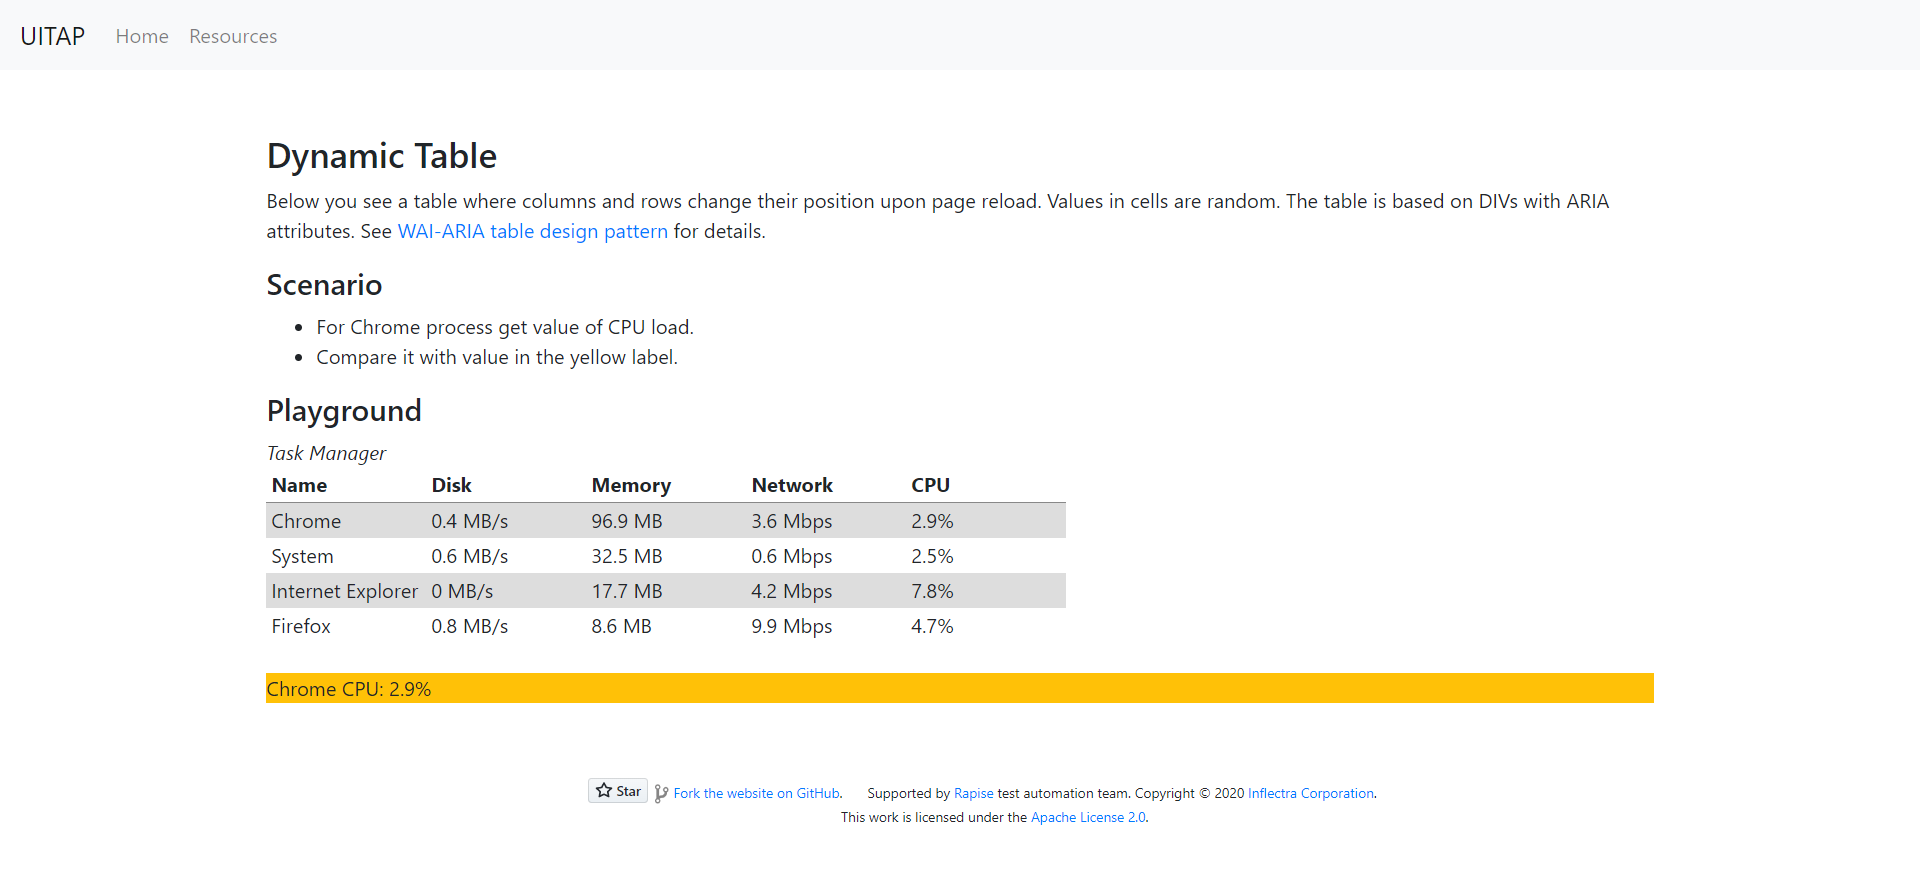 UITAP Home Resources
Dynamic Table
Below you see a table where columns and rows change their position upon page reload. Values in cells are random. The table is based on DIVs with ARIA
attributes. See WAI-ARIA table design pattern for details.
Scenario
• For Chrome process get value of CPU load.
• Compare it with value in the yellow label.
Playground
Task Manager
Name Disk Memory Network CPU
Chrome 0.4 MB/s 96.9 MB 3.6 Mbps 2.9%
System 0.6 MB/s 32.5 MB 0.6 Mbps 2.5%
Internet Explorer 0 MB/s 17.7 MB 4.2 Mbps 7.8%
Firefox 0.8 MB/s 8.6 MB 9.9 Mbps 4.7%
Chrome CPU: 2.9%
Star Fork the website on GitHub. Supported by Rapise test automation team. Copyright © 2020 Inflectra Corporation.
This work is licensed under the Apache License 2.0.